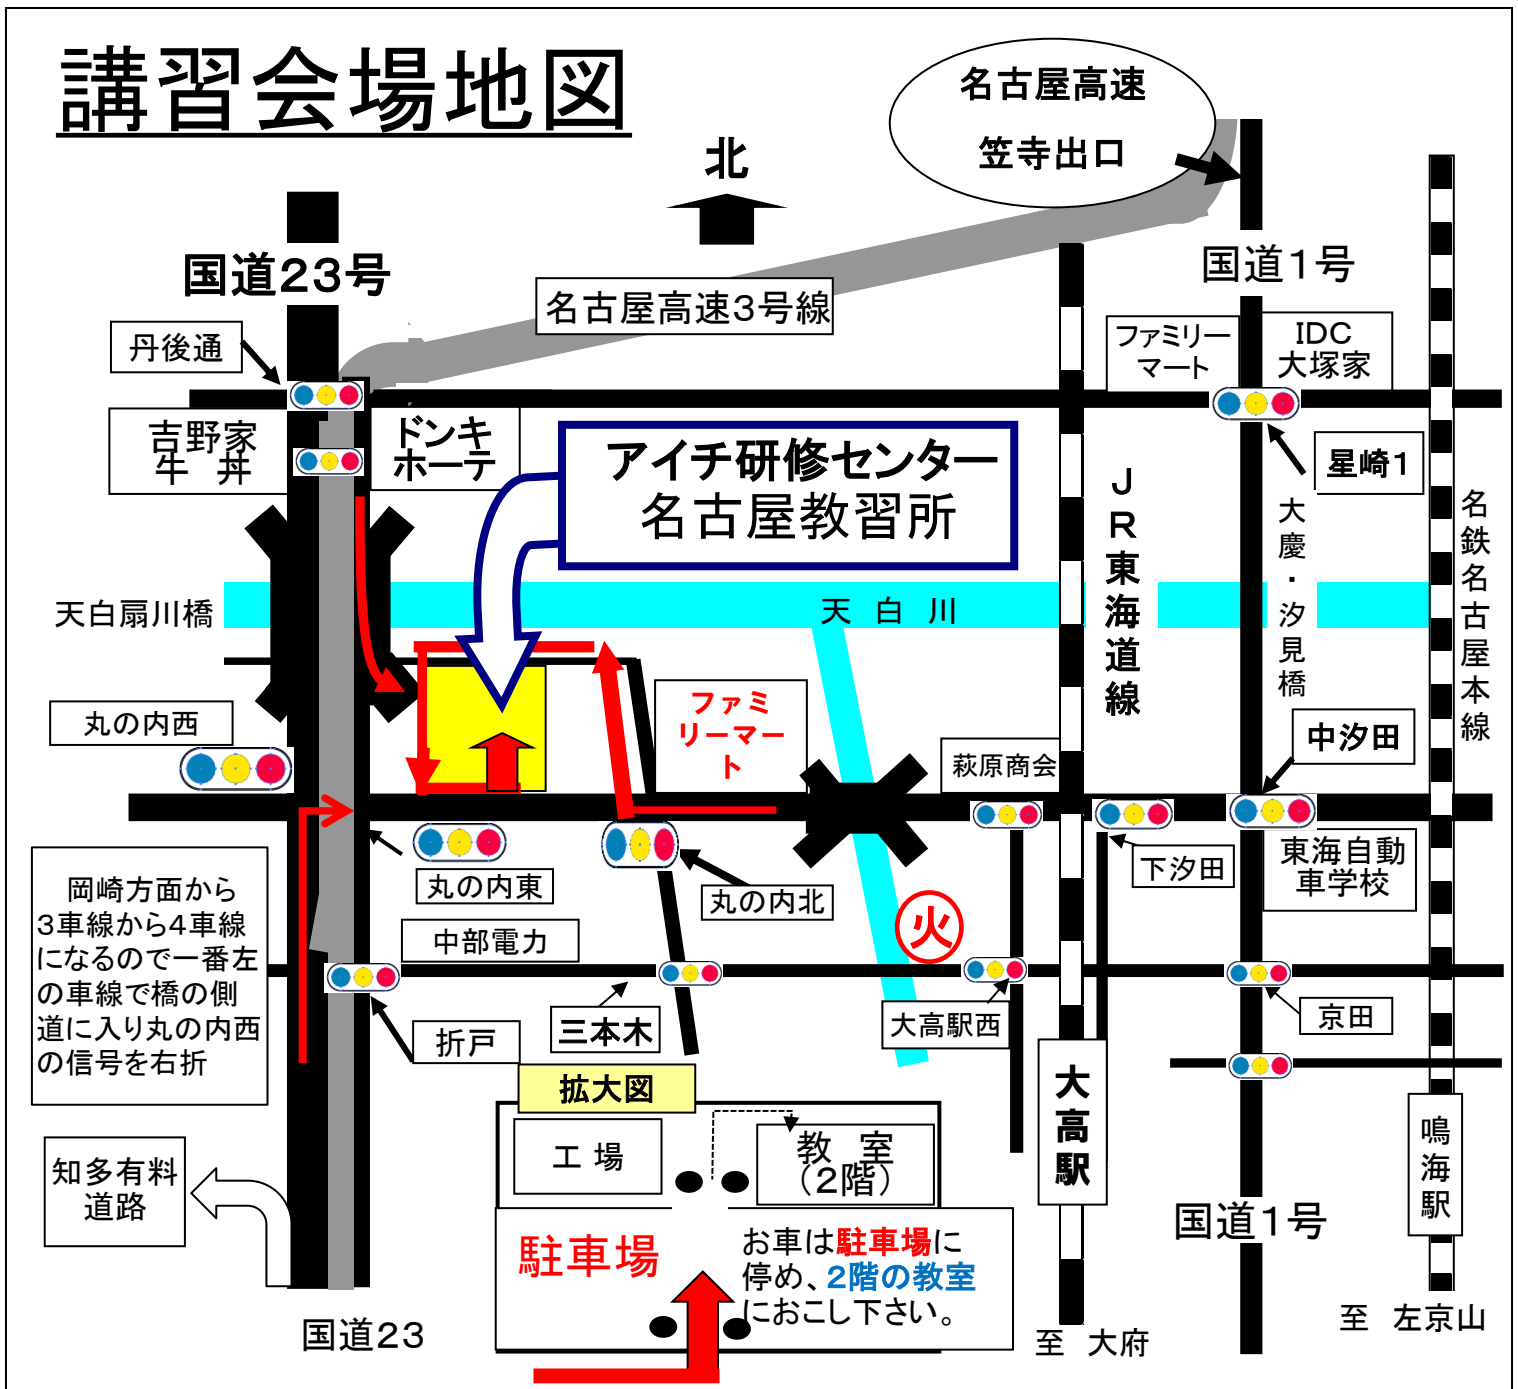 講習会場地図
名古屋高速
笠寺出口
北
国道23号
国道1号
名古屋高速3号線
丹後通
ファミリー
マート
IDC
大塚家
吉野家
牛 丼
ドンキ
ホーテ
アイチ研修センター
名古屋教習所
星崎1
JR東海道線
大慶・汐見橋
名鉄名古屋本線
天白扇川橋
天 白 川
丸の内西
ファミ
リーマー
ト
萩原商会
中汐田
丸の内東
丸の内北
下汐田
東海自動
車学校
岡崎方面から
3車線から4車線
になるので一番左
の車線で橋の側
道に入り丸の内西
の信号を右折
中部電力
火
折戸
三本木
大高駅西
京田
拡大図
大高駅
鳴海駅
工 場
教 室
(2階)
知多有料
道路
駐車場
お車は駐車場に
停め、2階の教室
におこし下さい。
国道1号
国道23
至 大府
至 左京山